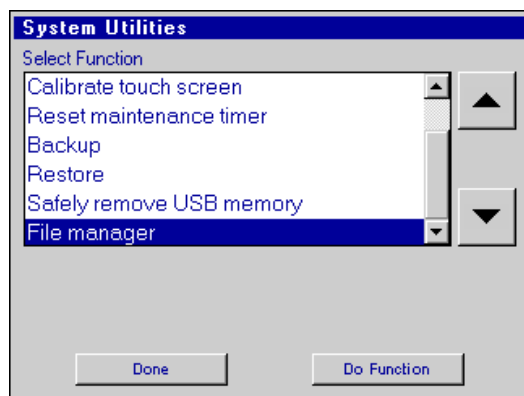 System Utilities
Select Function
Calibrate touch screen
Reset maintenance timer
Backup
Restore
Safely remove USB memory
File manager
Done
Do Function